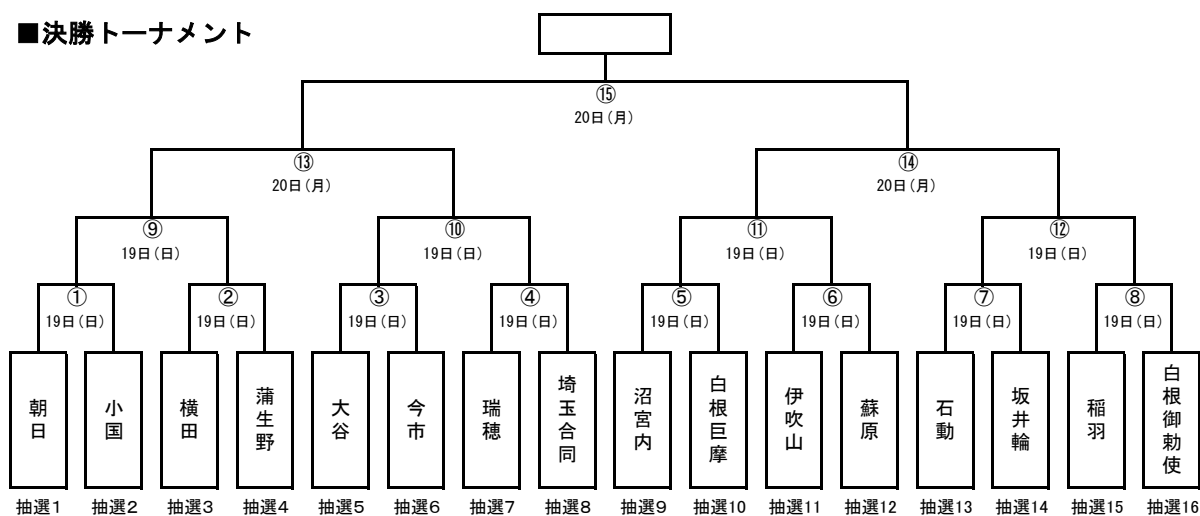 ■決勝トーナメント
⑮
20日(月)
⑬ ⑭
20日(月) 20日(月)
⑨ ⑩ ⑪ ⑫
19日(日) 19日(日) 19日(日) 19日(日)
① ② ③ ④ ⑤ ⑥ ⑦ ⑧
19日(日) 19日(日) 19日(日) 19日(日) 19日(日) 19日(日) 19日(日) 19日(日)
朝日 小国 横田 蒲生野 大谷 今市 瑞穂 埼玉合同 沼宮内 白根巨摩 伊吹山 蘇原 石動 坂井輪 稲羽 白根御勅使
抽選1 抽選2 抽選3 抽選4 抽選5 抽選6 抽選7 抽選8 抽選9 抽選10 抽選11 抽選12 抽選13 抽選14 抽選15 抽選16